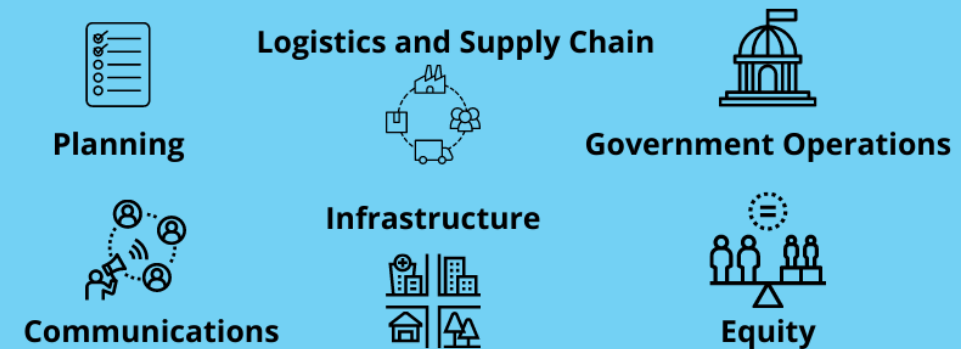 Logistics and Supply Chain
Planning
Government Operations
Infrastructure
Communications
Equity